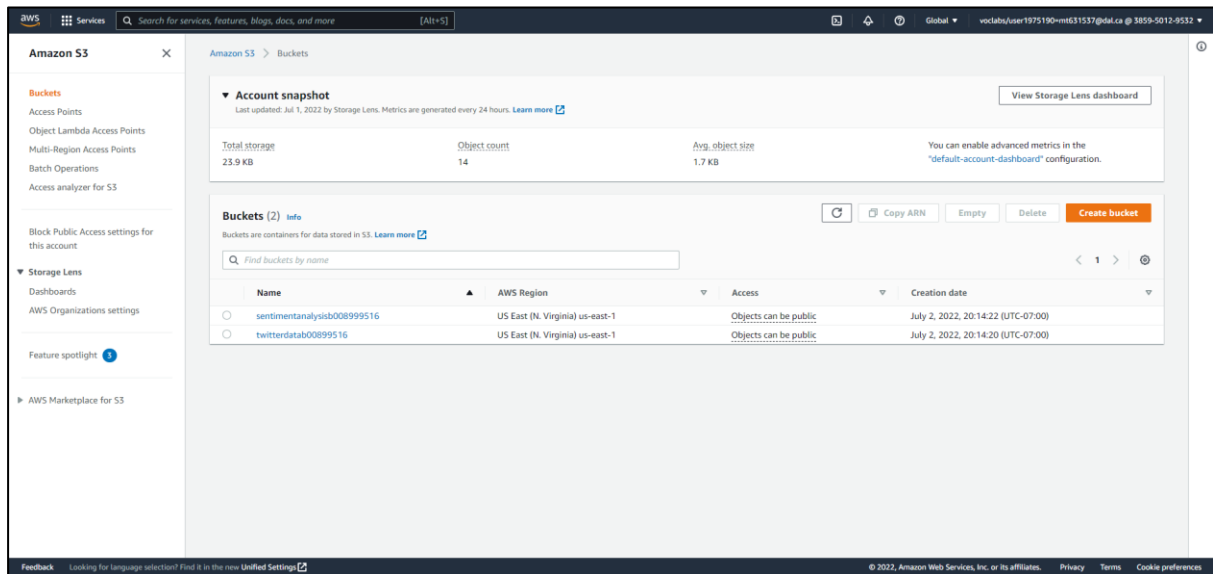 aws Services Search for services, features, blogs, docs, and more [Alt+S] Global voclabs/user1975190=mt631537@dal.ca @ 3859-5012-9532
Amazon S3
Buckets
Access Points
Object Lambda Access Points
Multi-Region Access Points
Batch Operations
Access analyzer for S3
Block Public Access settings for
this account
Storage Lens
Dashboards
AWS Organizations settings
Feature spotlight 3
AWS Marketplace for S3
Amazon S3 > Buckets
Account snapshot
Last updated: Jul 1, 2022 by Storage Lens. Metrics are generated every 24 hours. Learn more
View Storage Lens dashboard
Total storage
23.9 KB
Object count
14
Avg. object size
1.7 KB
You can enable advanced metrics in the
"default-account-dashboard" configuration.
Buckets (2) Info
Buckets are containers for data stored in S3. Learn more
Copy ARN Empty Delete Create bucket
Find buckets by name
< 1 >
Name AWS Region Access Creation date
sentimentanalysisb008999516 US East (N. Virginia) us-east-1 Objects can be public July 2, 2022, 20:14:22 (UTC-07:00)
twitterdatab00899516 US East (N. Virginia) us-east-1 Objects can be public July 2, 2022, 20:14:20 (UTC-07:00)
Feedback Looking for language selection? Find it in the new Unified Settings © 2022, Amazon Web Services, Inc. or its affiliates. Privacy Terms Cookie preferences